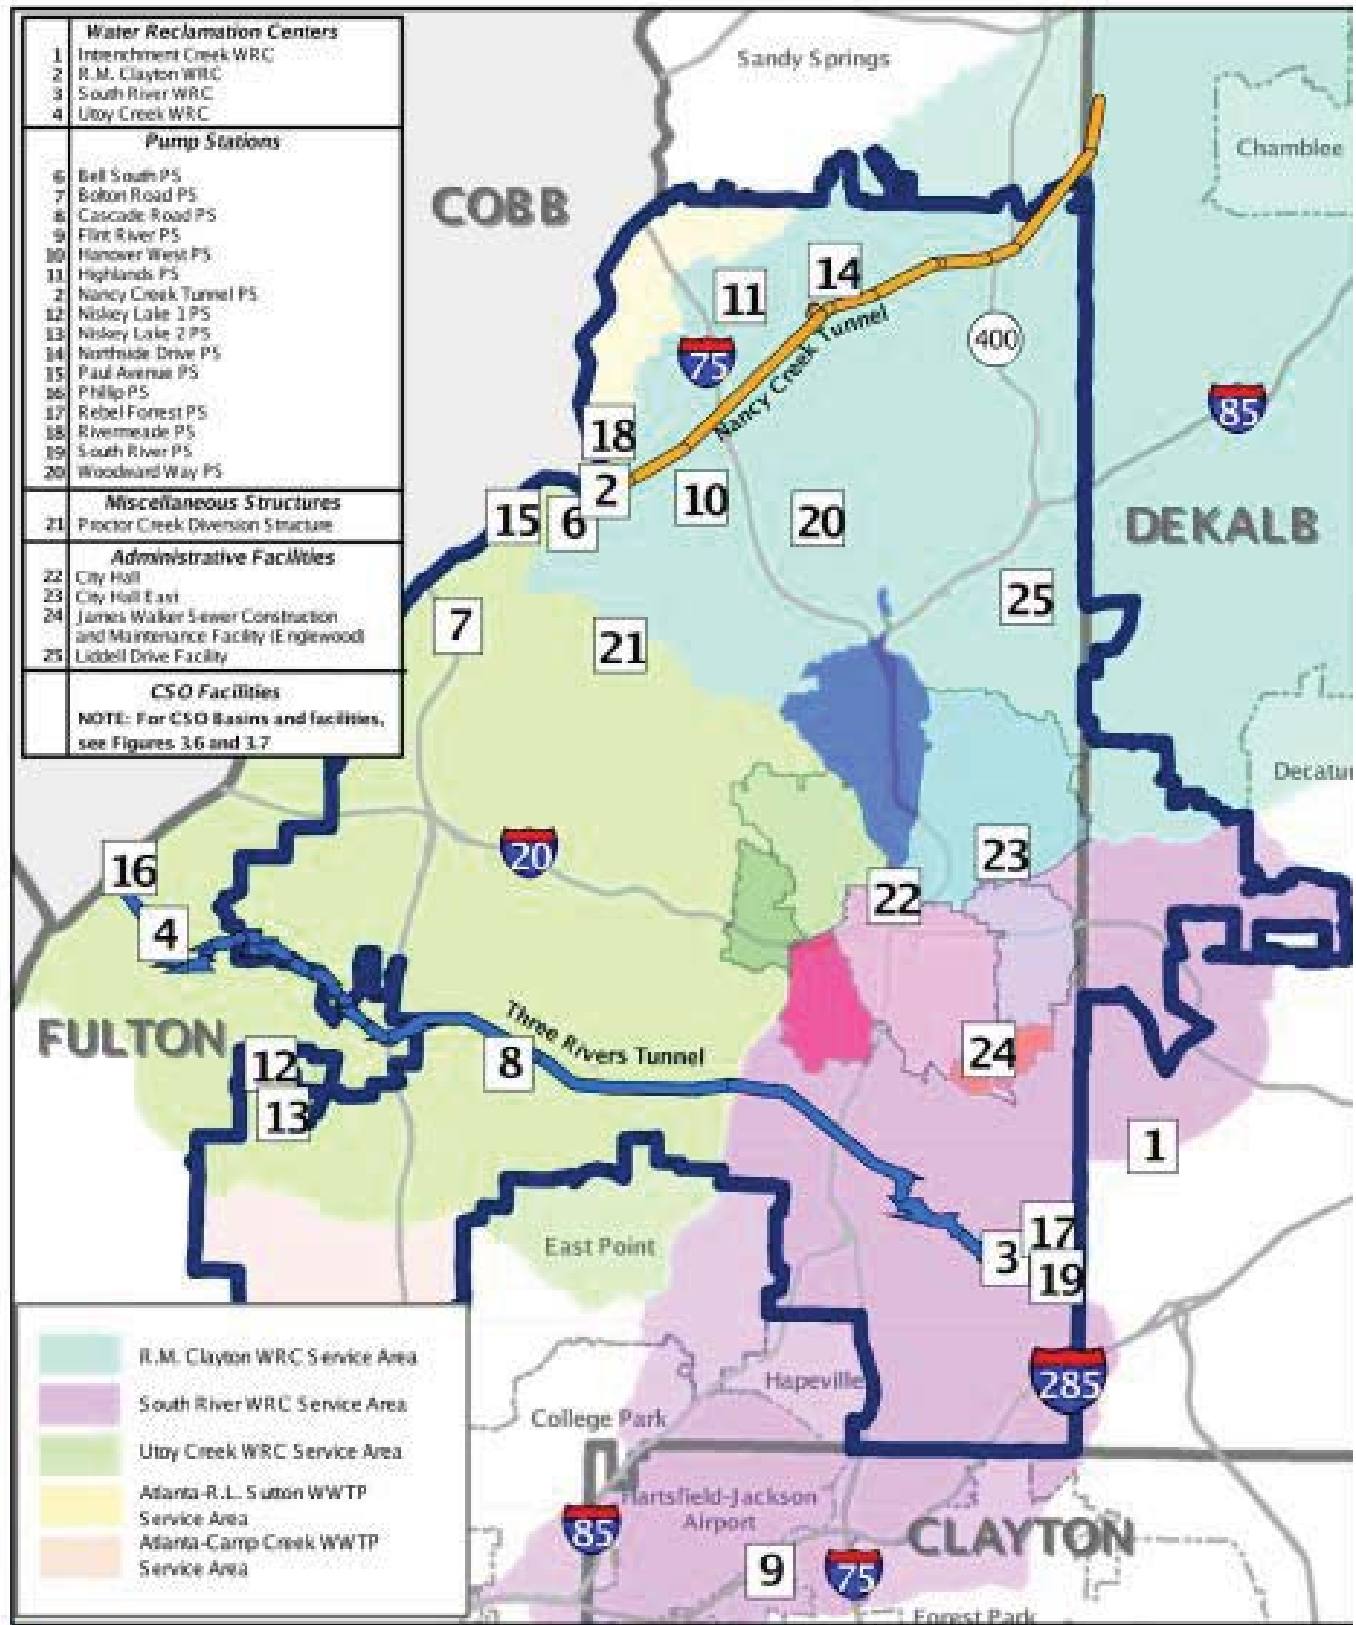 Water Reclamation Centers
1 Intrenchment Creek WRC
2 R.M. Clayton WRC
3 South River WRC
4 Utoy Creek WRC
Pump Stations
6 Bell South PS
7 Bolton Road PS
8 Cascade Road PS
9 Flint River PS
10 Hanover West PS
11 Highlands PS
2 Nancy Creek Tunnel PS
12 Niskey Lake 1 PS
13 Niskey Lake 2 PS
14 Northside Drive PS
15 Paul Avenue PS
16 Phillip PS
17 Rebel Forrest PS
18 Rivermeade PS
19 South River PS
20 Woodward Way PS
Miscellaneous Structures
21 Proctor Creek Diversion Structure
Administrative Facilities
22 City Hall
23 City Hall East
24 James Walker Sewer Construction
and Maintenance Facility (Englewood)
25 Liddell Drive Facility
CSO Facilities
NOTE: For CSO Basins and facilities,
see Figures 3.6 and 3.7
Sandy Springs
Chamblee
COBB
14
11
Nancy Creek Tunnel
400
75
85
18
2
10
15
6
20
DEKALB
25
7
21
Decatur
20
23
16
22
4
FULTON
Three Rivers Tunnel
24
12
8
13
1
17
East Point
3
19
285
Hapeville
College Park
Hartsfield-Jackson
Airport
85
CLAYTON
9
75
Forest Park
R.M. Clayton WRC Service Area
South River WRC Service Area
Utoy Creek WRC Service Area
Atlanta-R.L. Sutton WWTP
Service Area
Atlanta-Camp Creek WWTP
Service Area